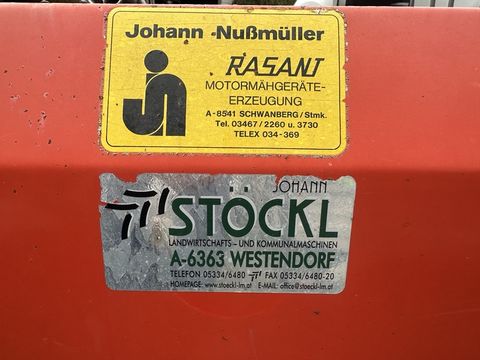 Johann Nußmüller
RASANT
MOTORMÄHGERÄTE-
ERZEUGUNG
A-8541 SCHWANBERG/Stmk.
Tel. 03467/2260 u. 3730
TELEX 034-369
JOHANN
STÖCKL
LANDWIRTSCHAFTS- UND KOMMUNALMASCHINEN
A-6363 WESTENDORF
TELEFON 05334/6480 FAX 05334/6480-20
HOMEPAGE: www.stoeckl-lm.at E-MAIL: office@stoeckl-lm.at